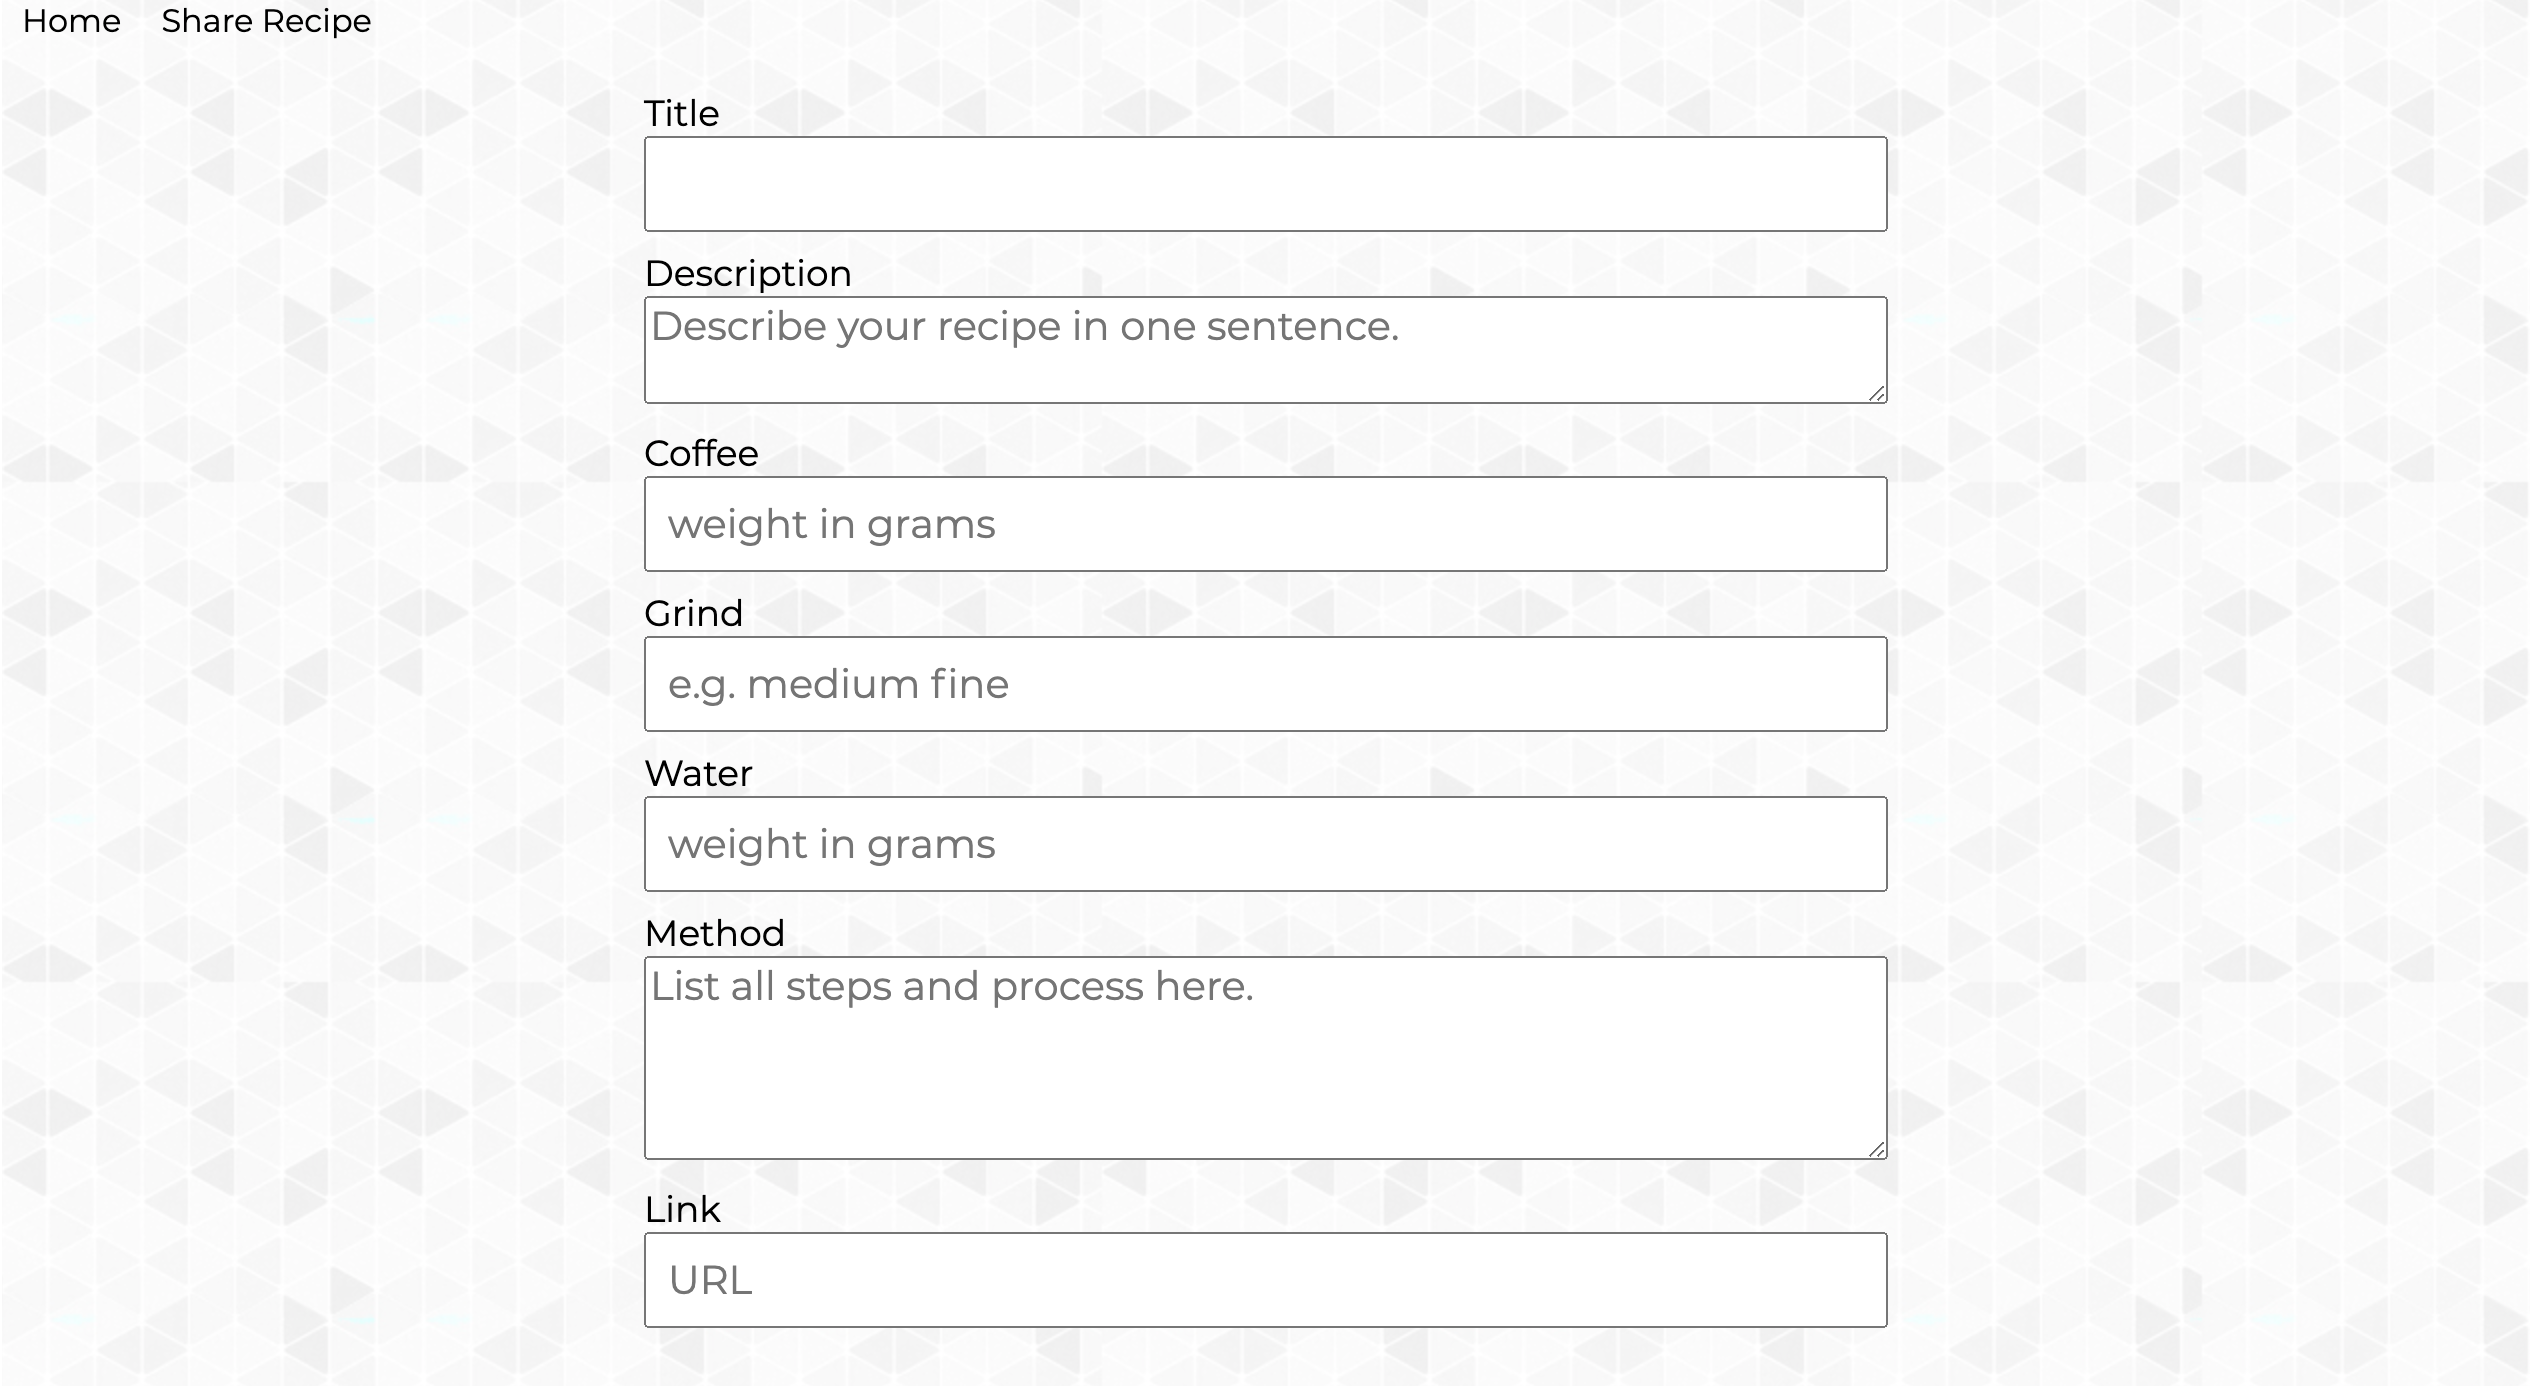 Home Share Recipe
Title
Description
Describe your recipe in one sentence.
Coffee
weight in grams
Grind
e.g. medium fine
Water
weight in grams
Method
List all steps and process here.
Link
URL